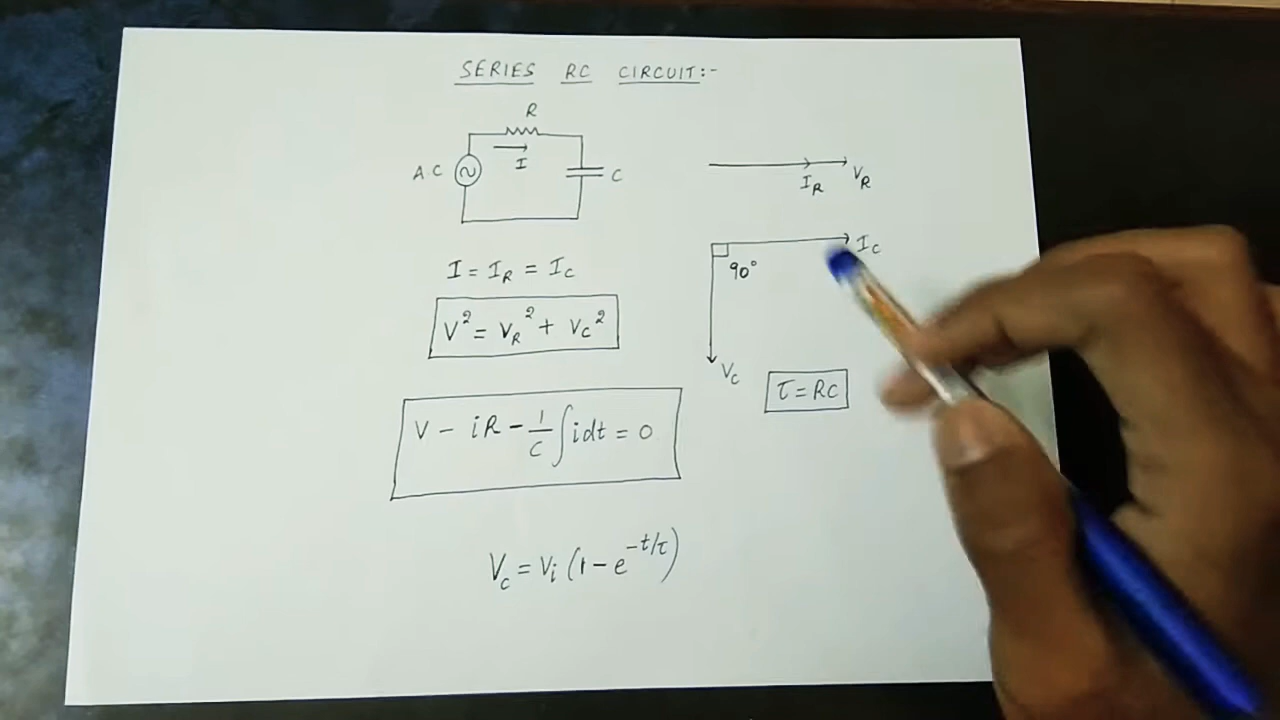 SERIES RC CIRCUIT:-
R
I
AC
C
I_R V_R
I_C
90°
V_C
I = I_R = I_C
V² = V_R² + V_C²
τ = RC
V - iR - 1/C ∫idt = 0
V_c = V_i (1 - e^(-t/τ))